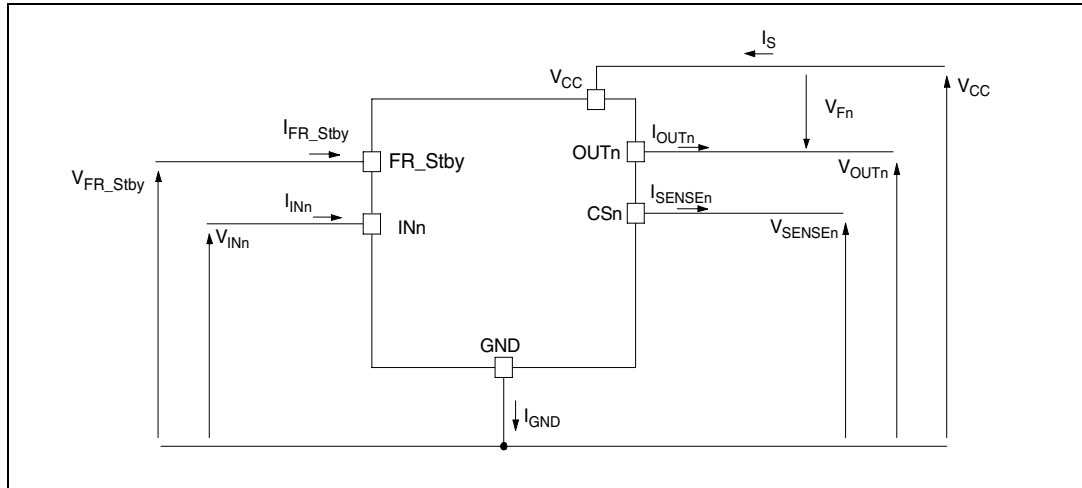 I_S
V_CC
V_CC
V_Fn
I_FR_Stby
I_OUTn
FR_Stby
OUTn
V_FR_Stby
V_OUTn
I_INn
I_SENSEn
INn
CSn
V_INn
V_SENSEn
GND
I_GND